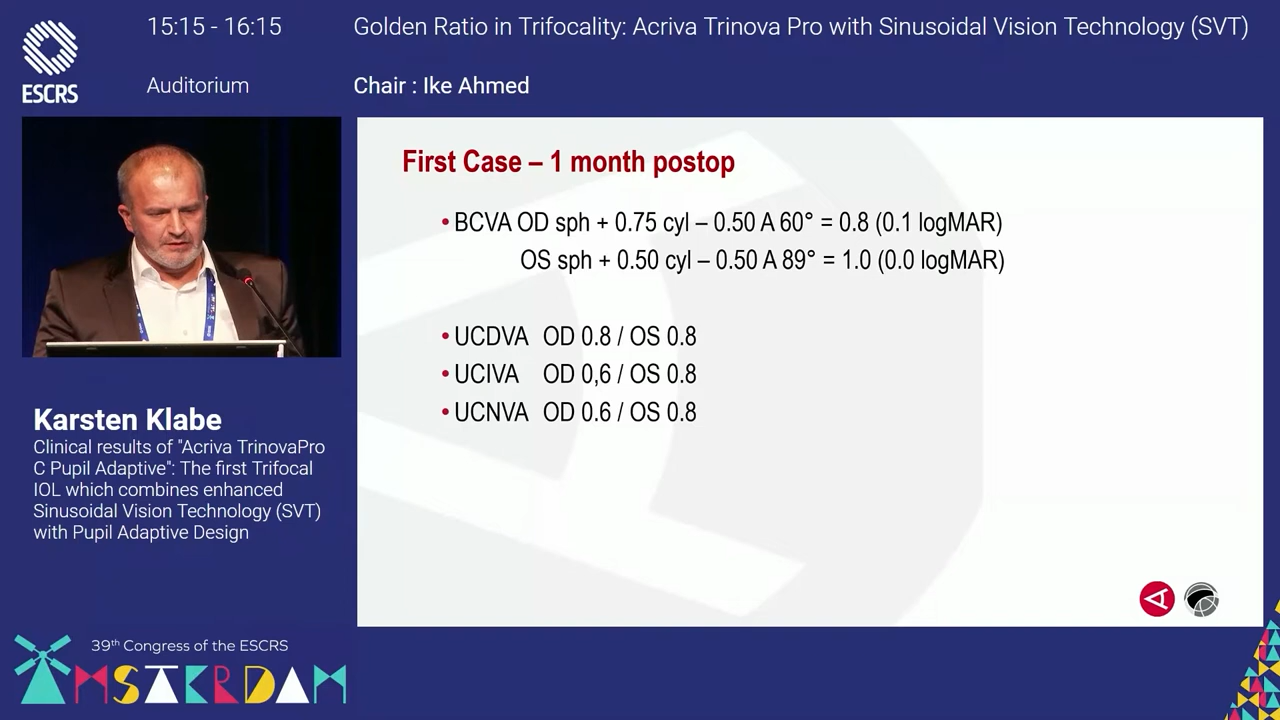 15:15 - 16:15
Golden Ratio in Trifocality: Acriva Trinova Pro with Sinusoidal Vision Technology (SVT)
ESCRS
Auditorium
Chair : Ike Ahmed
First Case – 1 month postop
• BCVA OD sph + 0.75 cyl – 0.50 A 60° = 0.8 (0.1 logMAR)
OS sph + 0.50 cyl – 0.50 A 89° = 1.0 (0.0 logMAR)
• UCDVA OD 0.8 / OS 0.8
• UCIVA OD 0,6 / OS 0.8
• UCNVA OD 0.6 / OS 0.8
Karsten Klabe
Clinical results of "Acriva TrinovaPro
C Pupil Adaptive": The first Trifocal
IOL which combines enhanced
Sinusoidal Vision Technology (SVT)
with Pupil Adaptive Design
39th Congress of the ESCRS
AMSTERDAM